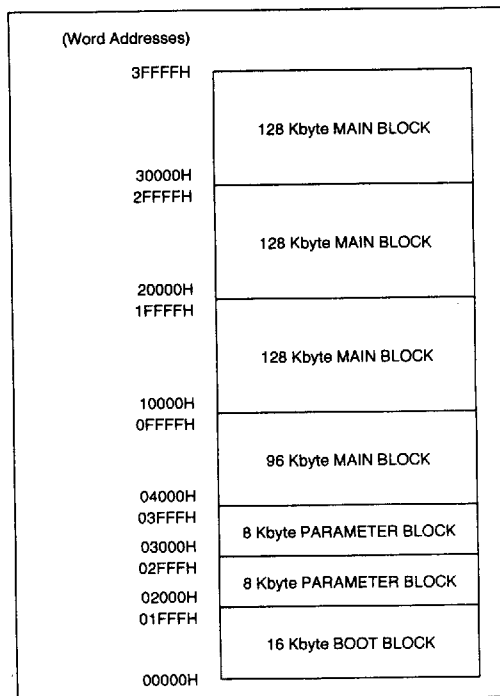 (Word Addresses)
3FFFFH
128 Kbyte MAIN BLOCK
30000H
2FFFFH
128 Kbyte MAIN BLOCK
20000H
1FFFFH
128 Kbyte MAIN BLOCK
10000H
0FFFFH
96 Kbyte MAIN BLOCK
04000H
03FFFH
8 Kbyte PARAMETER BLOCK
03000H
02FFFH
8 Kbyte PARAMETER BLOCK
02000H
01FFFH
16 Kbyte BOOT BLOCK
00000H